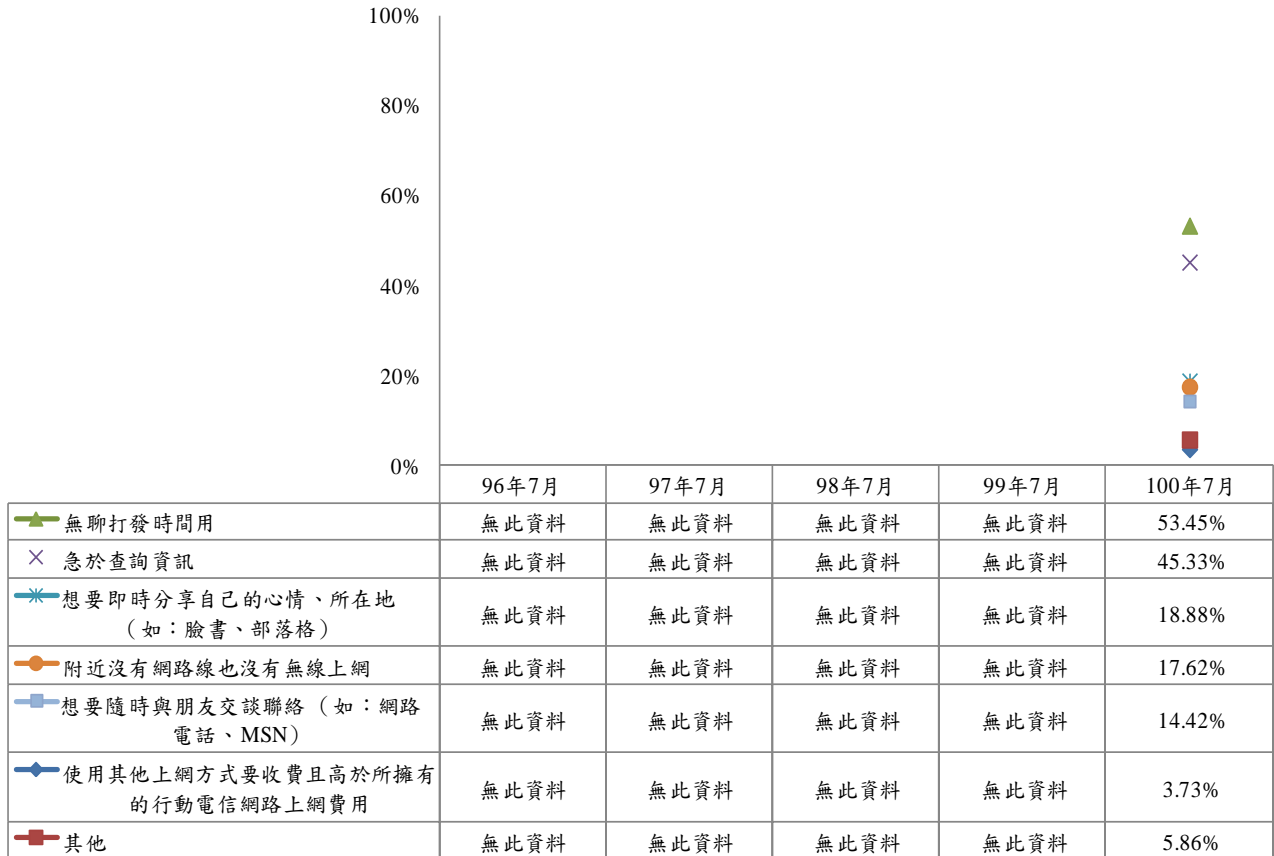 100%
80%
60%
40%
20%
0%
96年7月 97年7月 98年7月 99年7月 100年7月
無聊打發時間用 無此資料 無此資料 無此資料 無此資料 53.45%
急於查詢資訊 無此資料 無此資料 無此資料 無此資料 45.33%
想要即時分享自己的心情、所在地
（如：臉書、部落格） 無此資料 無此資料 無此資料 無此資料 18.88%
附近沒有網路線也沒有無線上網 無此資料 無此資料 無此資料 無此資料 17.62%
想要隨時與朋友交談聯絡（如：網路
電話、MSN） 無此資料 無此資料 無此資料 無此資料 14.42%
使用其他上網方式要收費且高於所擁有
的行動電信網路上網費用 無此資料 無此資料 無此資料 無此資料 3.73%
其他 無此資料 無此資料 無此資料 無此資料 5.86%